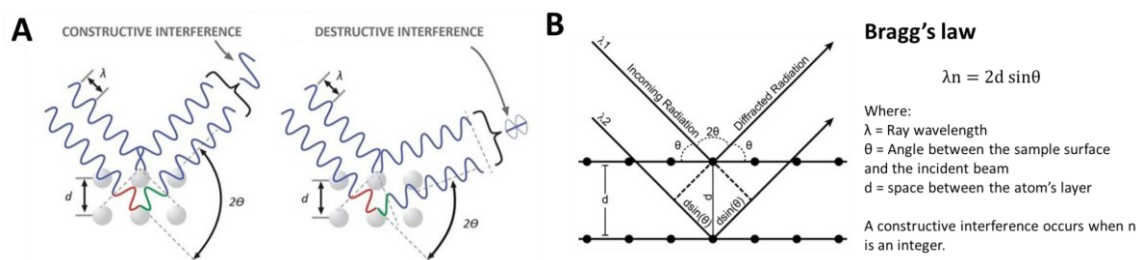 A
CONSTRUCTIVE INTERFERENCE
λ
d
2θ
DESTRUCTIVE INTERFERENCE
λ
d
2θ
B
λ1
Incoming Radiation
Diffracted Radiation
λ2
2θ
θ
θ
d
d
dsin(θ)
dsin(θ)
Bragg’s law
λn = 2d sinθ
Where:
λ = Ray wavelength
θ = Angle between the sample surface
and the incident beam
d = space between the atom’s layer
A constructive interference occurs when n
is an integer.